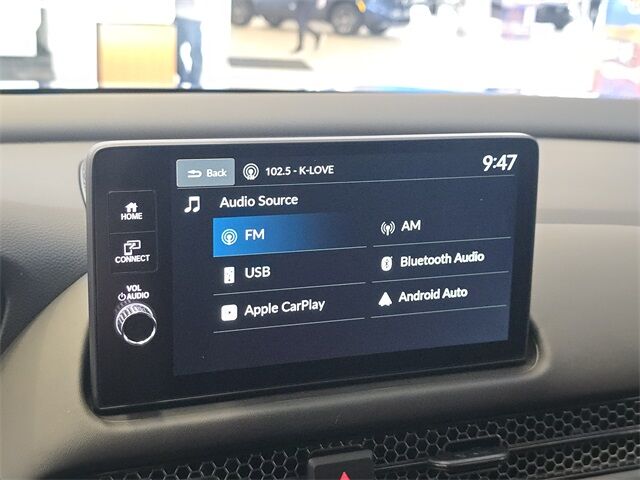 Back 102.5 - K-LOVE 9:47
Audio Source
FM AM
USB Bluetooth Audio
Apple CarPlay Android Auto
HOME
CONNECT
VOL
AUDIO